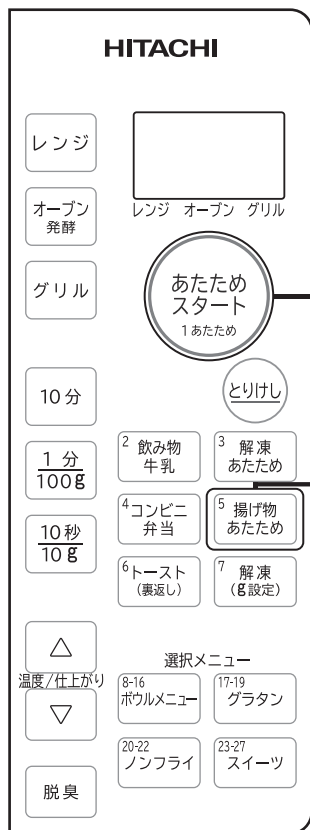 HITACHI
レンジ
オーブン
発酵
グリル
レンジ オーブン グリル
あたため
スタート
1あたため
とりけし
10分
1分
100g
10秒
10g
2 飲み物
牛乳
3 解凍
あたため
4 コンビニ
弁当
5 揚げ物
あたため
6 トースト
(裏返し)
7 解凍
(g設定)
△
温度/仕上がり
▽
脱臭
選択メニュー
8-16
ボウルメニュー
17-19
グラタン
20-22
ノンフライ
23-27
スイーツ